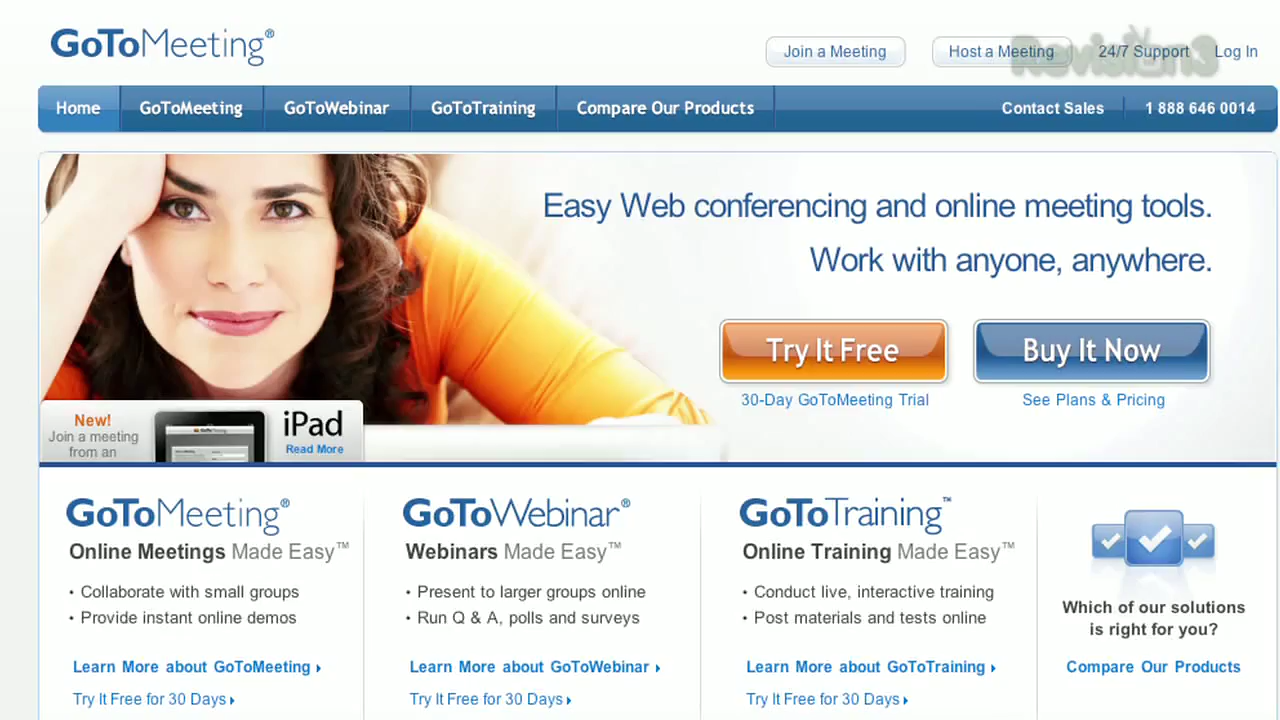 GoToMeeting®
Join a Meeting
Host a Meeting
24/7 Support
Log In
Revision3
Home
GoToMeeting
GoToWebinar
GoToTraining
Compare Our Products
Contact Sales
1 888 646 0014
Easy Web conferencing and online meeting tools.
Work with anyone, anywhere.
Try It Free
Buy It Now
30-Day GoToMeeting Trial
See Plans & Pricing
New!
Join a meeting
from an
iPad
Read More
GoToMeeting®
Online Meetings Made Easy™
• Collaborate with small groups
• Provide instant online demos
Learn More about GoToMeeting
Try It Free for 30 Days
GoToWebinar®
Webinars Made Easy™
• Present to larger groups online
• Run Q & A, polls and surveys
Learn More about GoToWebinar
Try It Free for 30 Days
GoToTraining™
Online Training Made Easy™
• Conduct live, interactive training
• Post materials and tests online
Learn More about GoToTraining
Try It Free for 30 Days
Which of our solutions
is right for you?
Compare Our Products